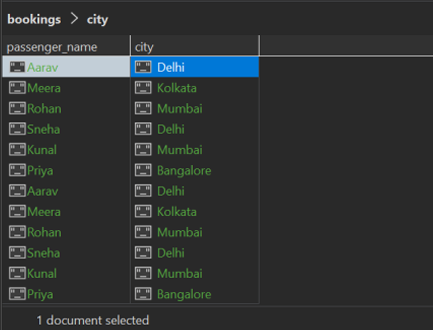 bookings > city
passenger_name city
Aarav Delhi
Meera Kolkata
Rohan Mumbai
Sneha Delhi
Kunal Mumbai
Priya Bangalore
Aarav Delhi
Meera Kolkata
Rohan Mumbai
Sneha Delhi
Kunal Mumbai
Priya Bangalore
1 document selected